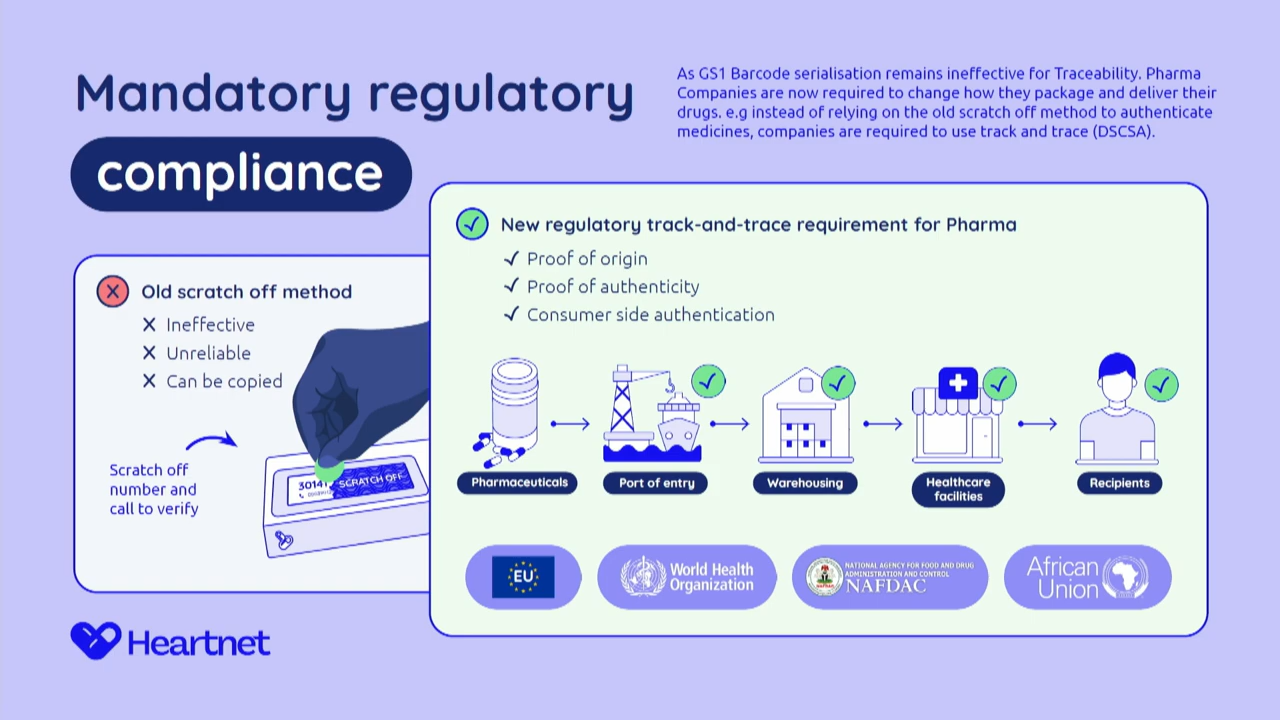 Mandatory regulatory
compliance
As GS1 Barcode serialisation remains ineffective for Traceability. Pharma
Companies are now required to change how they package and deliver their
drugs. e.g instead of relying on the old scratch off method to authenticate
medicines, companies are required to use track and trace (DSCSA).
X Old scratch off method
X Ineffective
X Unreliable
X Can be copied
Scratch off
number and
call to verify
SCRATCH OFF
New regulatory track-and-trace requirement for Pharma
✓ Proof of origin
✓ Proof of authenticity
✓ Consumer side authentication
Pharmaceuticals
Port of entry
Warehousing
Healthcare
facilities
Recipients
EU
World Health
Organization
NATIONAL AGENCY FOR FOOD AND DRUG
ADMINISTRATION AND CONTROL
NAFDAC
African
Union
Heartnet